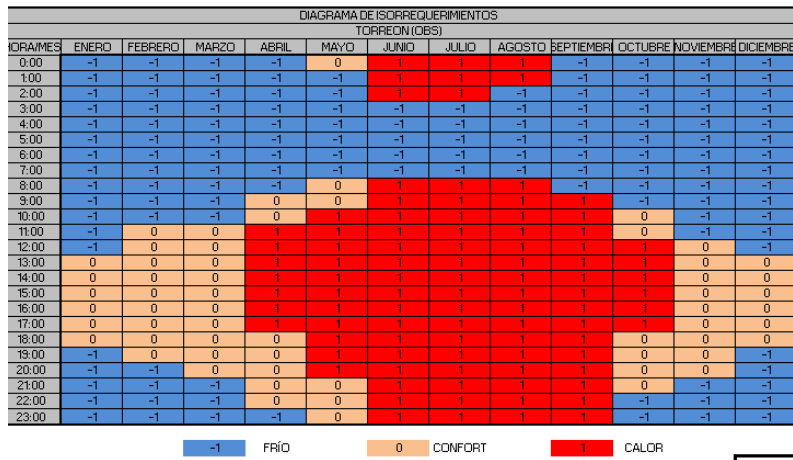 DIAGRAMA DE ISORREQUERIMIENTOS
TORREON (OBS)
HORA/MES ENERO FEBRERO MARZO ABRIL MAYO JUNIO JULIO AGOSTO SEPTIEMBRE OCTUBRE NOVIEMBRE DICIEMBRE
0:00 -1 -1 -1 -1 0 1 1 1 -1 -1 -1 -1
1:00 -1 -1 -1 -1 -1 1 1 1 -1 -1 -1 -1
2:00 -1 -1 -1 -1 -1 1 1 -1 -1 -1 -1 -1
3:00 -1 -1 -1 -1 -1 -1 -1 -1 -1 -1 -1 -1
4:00 -1 -1 -1 -1 -1 -1 -1 -1 -1 -1 -1 -1
5:00 -1 -1 -1 -1 -1 -1 -1 -1 -1 -1 -1 -1
6:00 -1 -1 -1 -1 -1 -1 -1 -1 -1 -1 -1 -1
7:00 -1 -1 -1 -1 -1 -1 -1 -1 -1 -1 -1 -1
8:00 -1 -1 -1 -1 0 1 1 1 -1 -1 -1 -1
9:00 -1 -1 -1 0 0 1 1 1 1 -1 -1 -1
10:00 -1 -1 -1 0 1 1 1 1 1 0 -1 -1
11:00 -1 0 0 1 1 1 1 1 1 0 -1 -1
12:00 -1 0 0 1 1 1 1 1 1 1 0 -1
13:00 0 0 0 1 1 1 1 1 1 1 0 0
14:00 0 0 0 1 1 1 1 1 1 1 0 0
15:00 0 0 0 1 1 1 1 1 1 1 0 0
16:00 0 0 0 1 1 1 1 1 1 1 0 0
17:00 0 0 0 1 1 1 1 1 1 1 0 0
18:00 0 0 0 0 1 1 1 1 1 0 0 0
19:00 -1 0 0 0 1 1 1 1 1 0 0 -1
20:00 -1 -1 0 0 1 1 1 1 1 0 0 -1
21:00 -1 -1 -1 0 0 1 1 1 1 0 -1 -1
22:00 -1 -1 -1 0 0 1 1 1 1 -1 -1 -1
23:00 -1 -1 -1 -1 0 1 1 1 1 -1 -1 -1
-1 FRÍO 0 CONFORT 1 CALOR